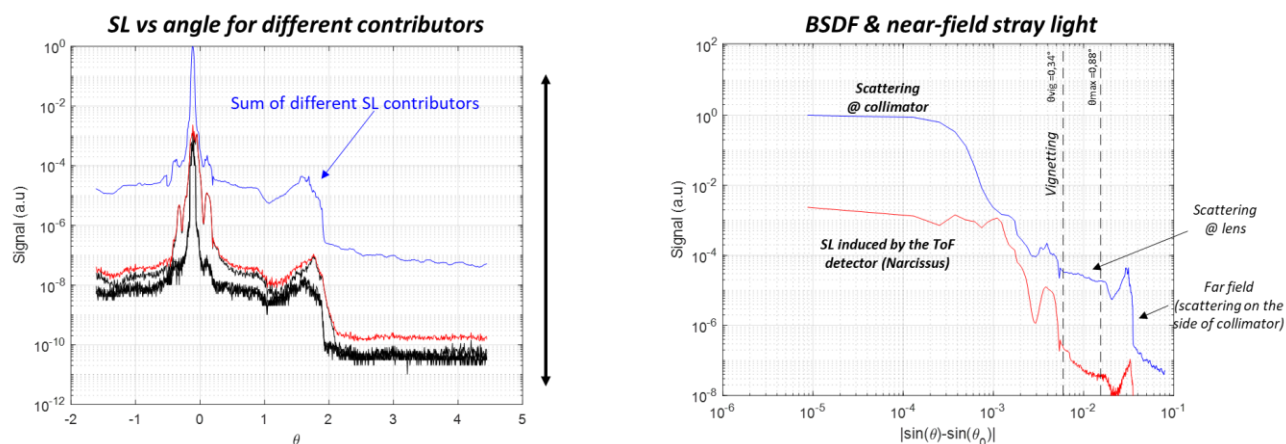 SL vs angle for different contributors
10^0
10^-2
10^-4
10^-6
10^-8
10^-10
10^-12
Signal (a.u)
Sum of different SL contributors
-2
-1
0
1
2
3
4
5
θ
BSDF & near-field stray light
10^2
10^0
10^-2
10^-4
10^-6
10^-8
Signal (a.u)
Scattering
@ collimator
θvig =0,34°
θmax =0,88°
Vignetting
SL induced by the ToF
detector (Narcissus)
Scattering
@ lens
Far field
(scattering on the
side of collimator)
10^-6
10^-5
10^-4
10^-3
10^-2
10^-1
|sin(θ)-sin(θ_0)|